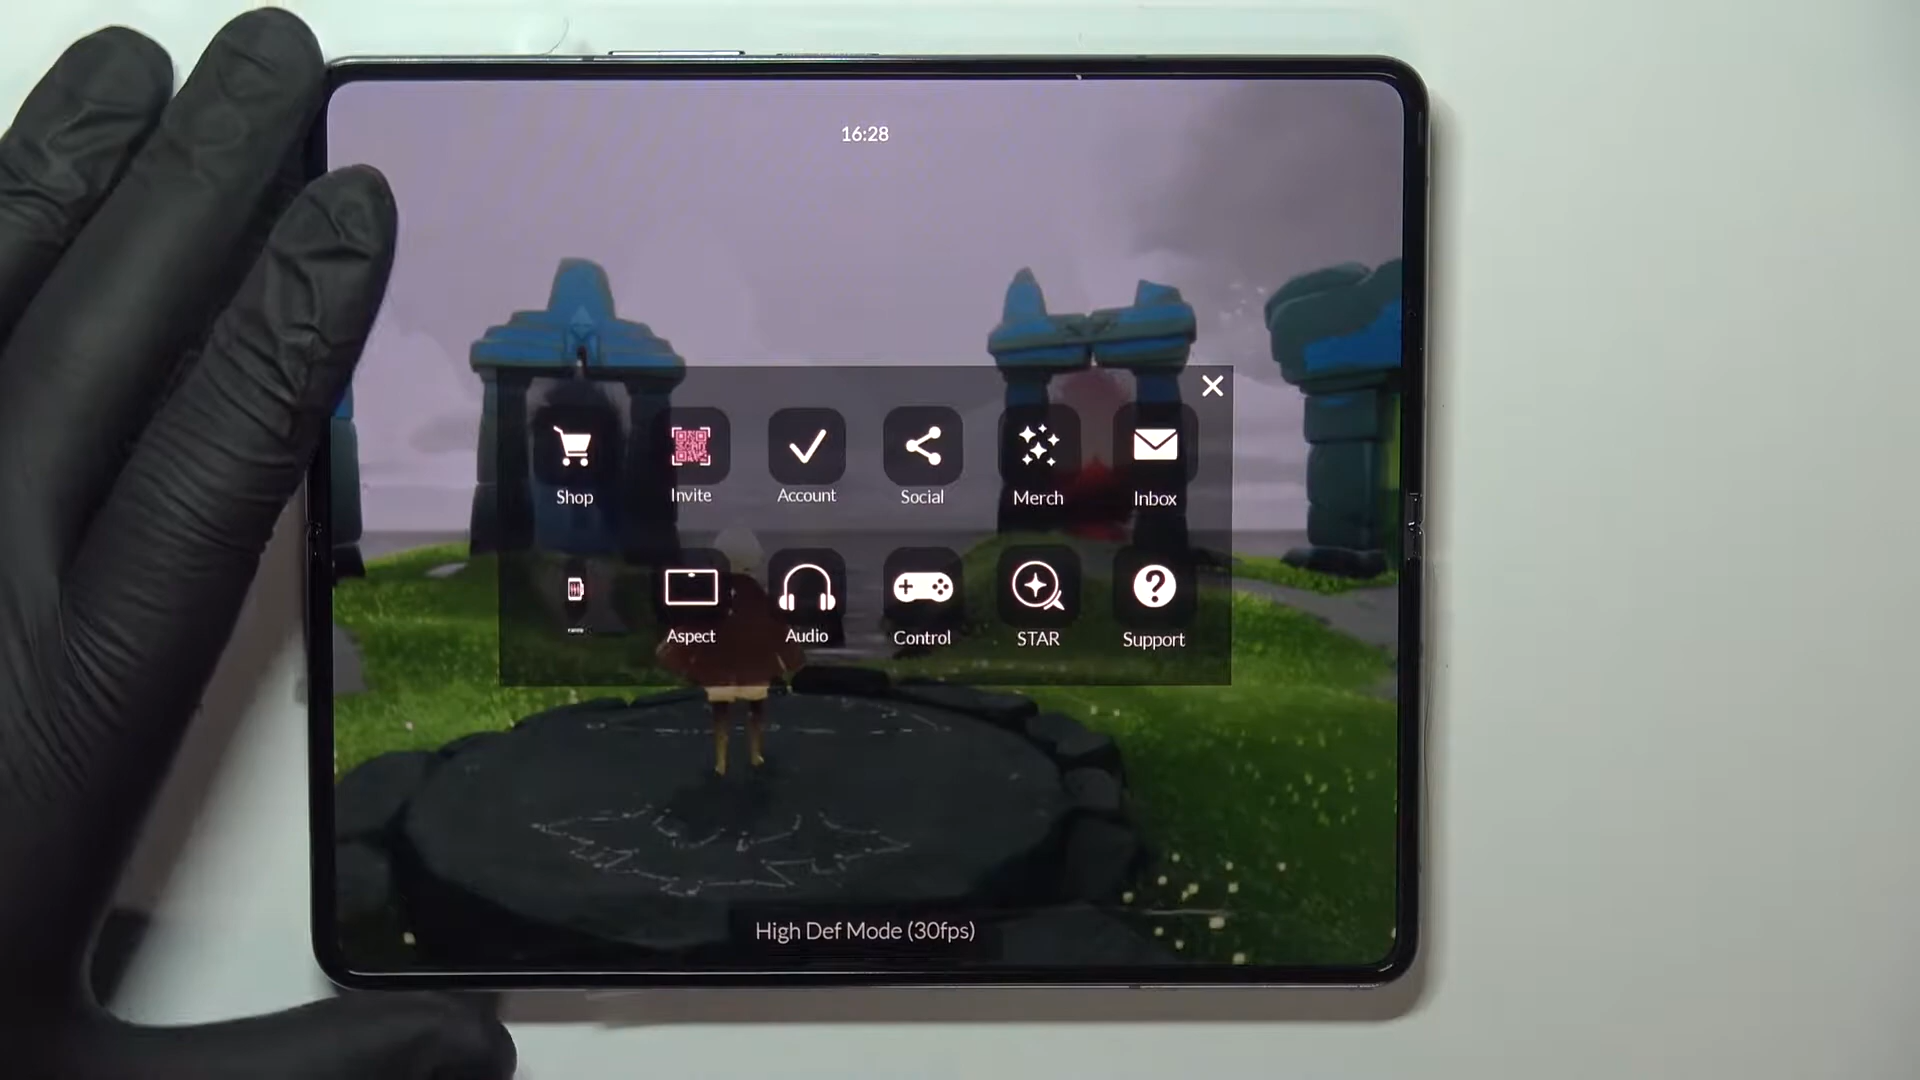 16:28
Shop Invite Account Social Merch Inbox
Aspect Audio Control STAR Support
High Def Mode (30fps)